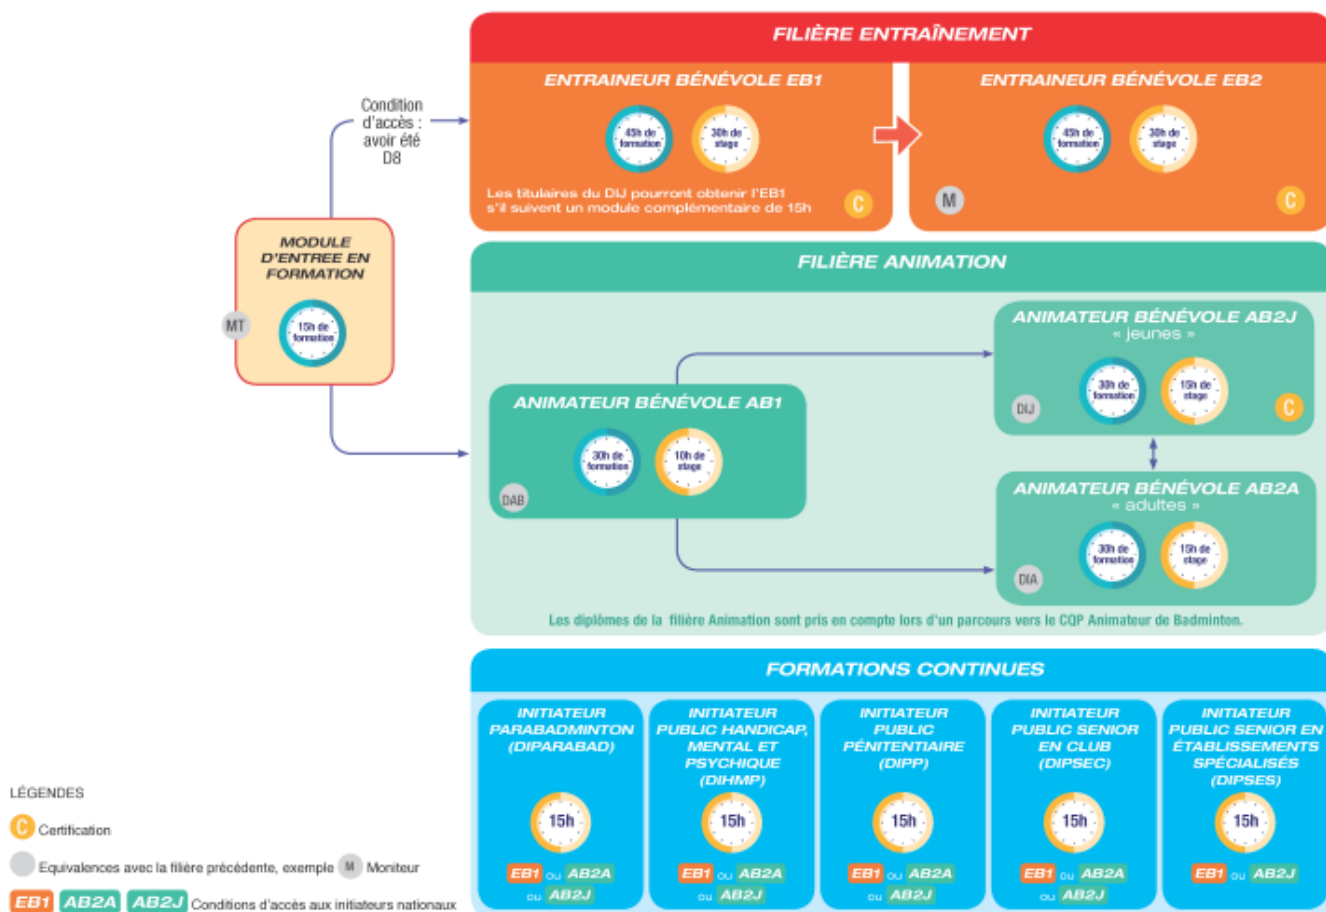 FILIÈRE ENTRAÎNEMENT
ENTRAINEUR BÉNÉVOLE EB1
45h de
formation
30h de
stage
Les titulaires du DIJ pourront obtenir l'EB1
s'il suivent un module complémentaire de 15h
C
ENTRAINEUR BÉNÉVOLE EB2
45h de
formation
30h de
stage
M
C
Condition
d'accès :
avoir été
D8
MODULE
D'ENTREE EN
FORMATION
MT
15h de
formation
FILIÈRE ANIMATION
ANIMATEUR BÉNÉVOLE AB1
30h de
formation
10h de
stage
DAB
ANIMATEUR BÉNÉVOLE AB2J
« jeunes »
30h de
formation
15h de
stage
DIJ
C
ANIMATEUR BÉNÉVOLE AB2A
« adultes »
30h de
formation
15h de
stage
DIA
Les diplômes de la filière Animation sont pris en compte lors d'un parcours vers le CQP Animateur de Badminton.
FORMATIONS CONTINUES
INITIATEUR
PARABADMINTON
(DIPARABAD)
15h
EB1 ou AB2A
ou AB2J
INITIATEUR
PUBLIC HANDICAP,
MENTAL ET
PSYCHIQUE
(DIHMP)
15h
EB1 ou AB2A
ou AB2J
INITIATEUR
PUBLIC
PÉNITENTIAIRE
(DIPP)
15h
EB1 ou AB2A
ou AB2J
INITIATEUR
PUBLIC SENIOR
EN CLUB
(DIPSEC)
15h
EB1 ou AB2A
ou AB2J
INITIATEUR
PUBLIC SENIOR EN
ÉTABLISSEMENTS
SPÉCIALISÉS
(DIPSES)
15h
EB1 ou AB2J
LÉGENDES
C Certification
Equivalences avec la filière précédente, exemple M Moniteur
EB1 AB2A AB2J Conditions d'accès aux initiateurs nationaux